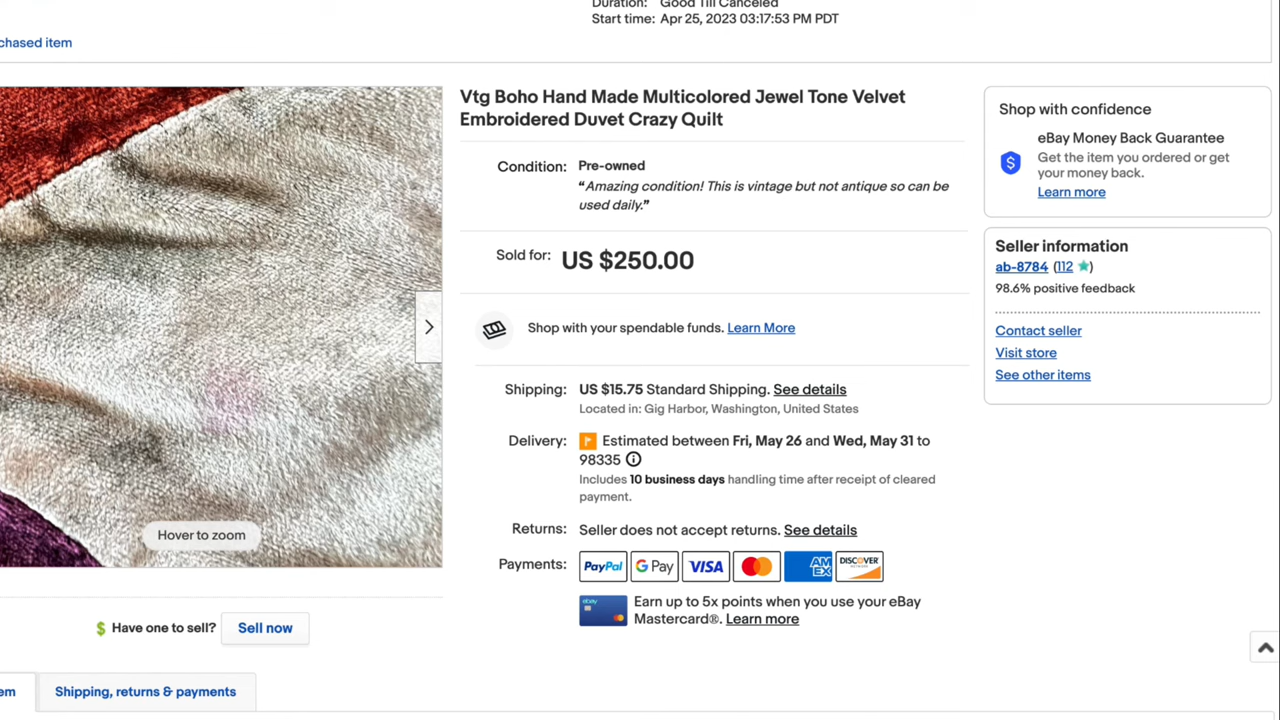 Duration: Good Till Canceled
Start time: Apr 25, 2023 03:17:53 PM PDT
chased item
Vtg Boho Hand Made Multicolored Jewel Tone Velvet
Embroidered Duvet Crazy Quilt
Condition: Pre-owned
“Amazing condition! This is vintage but not antique so can be
used daily.”
Sold for: US $250.00
Shop with your spendable funds. Learn More
Shipping: US $15.75 Standard Shipping. See details
Located in: Gig Harbor, Washington, United States
Delivery: Estimated between Fri, May 26 and Wed, May 31 to
98335
Includes 10 business days handling time after receipt of cleared
payment.
Returns: Seller does not accept returns. See details
Payments: PayPal G Pay VISA AM EX DISCOVER
ebay
Earn up to 5x points when you use your eBay
Mastercard®. Learn more
Shop with confidence
eBay Money Back Guarantee
Get the item you ordered or get
your money back.
Learn more
Seller information
ab-8784 (112)
98.6% positive feedback
Contact seller
Visit store
See other items
Hover to zoom
Have one to sell? Sell now
em
Shipping, returns & payments